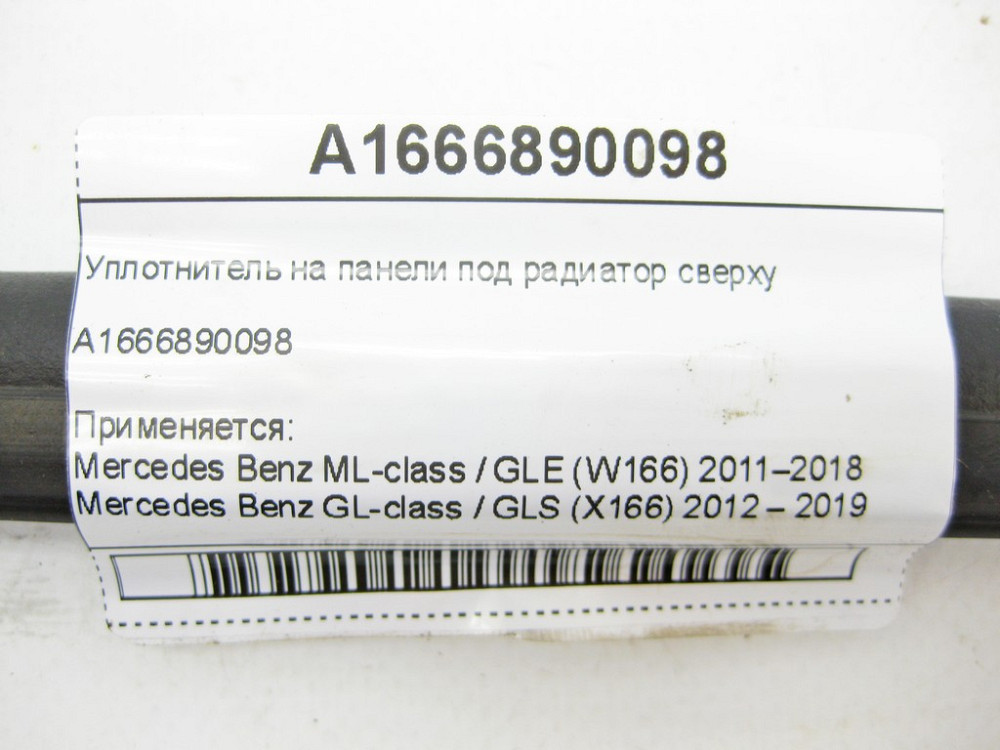 A1666890098
Уплотнитель на панели под радиатор сверху
A1666890098
Применяется:
Mercedes Benz ML-class / GLE (W166) 2011–2018
Mercedes Benz GL-class / GLS (X166) 2012 – 2019